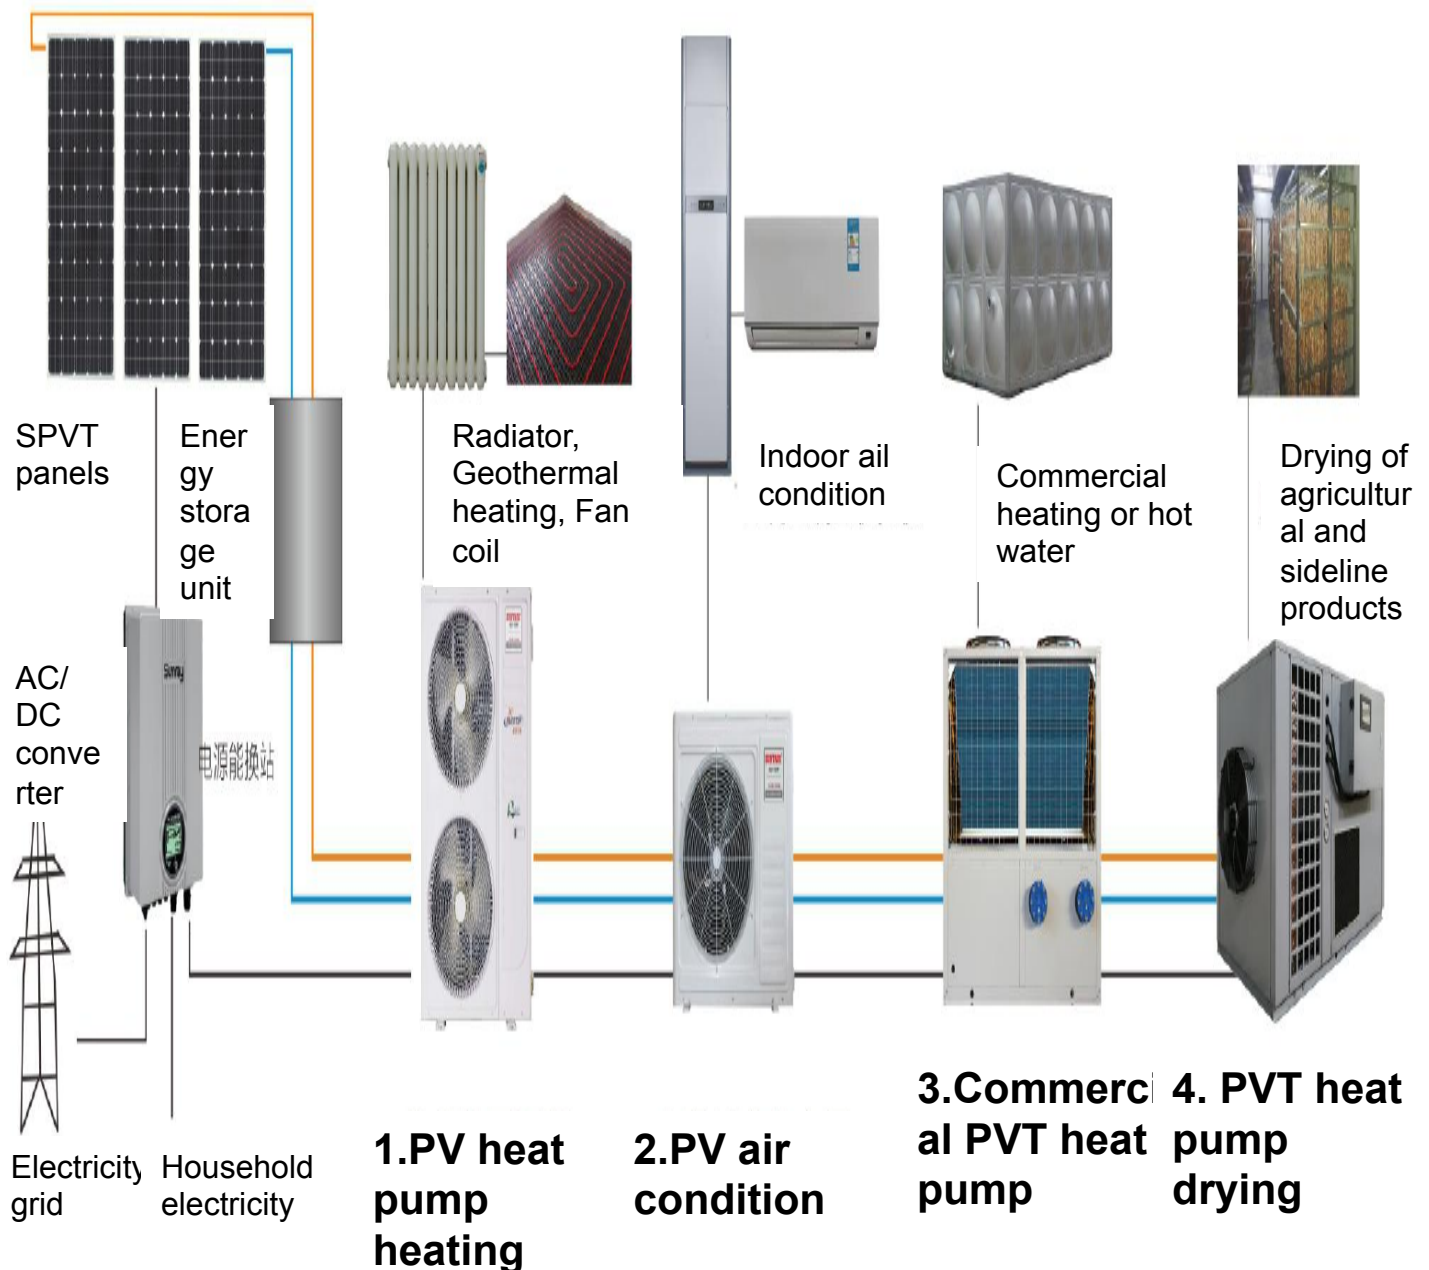 SPVT
panels
Ener
gy
stora
ge
unit
Radiator,
Geothermal
heating, Fan
coil
Indoor ail
condition
Commercial
heating or hot
water
Drying of
agricultur
al and
sideline
products
AC/
DC
conve
rter
Sunray
电源能换站
Electricity
grid
Household
electricity
1.PV heat
pump
heating
2.PV air
condition
3.Commerci
al PVT heat
pump
4. PVT heat
pump
drying